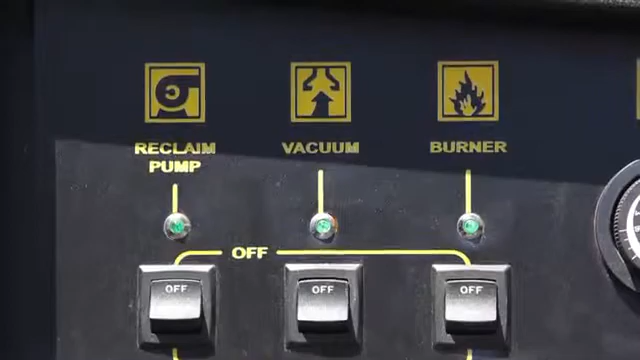 RECLAIM
PUMP
VACUUM
BURNER
OFF
OFF
OFF
OFF